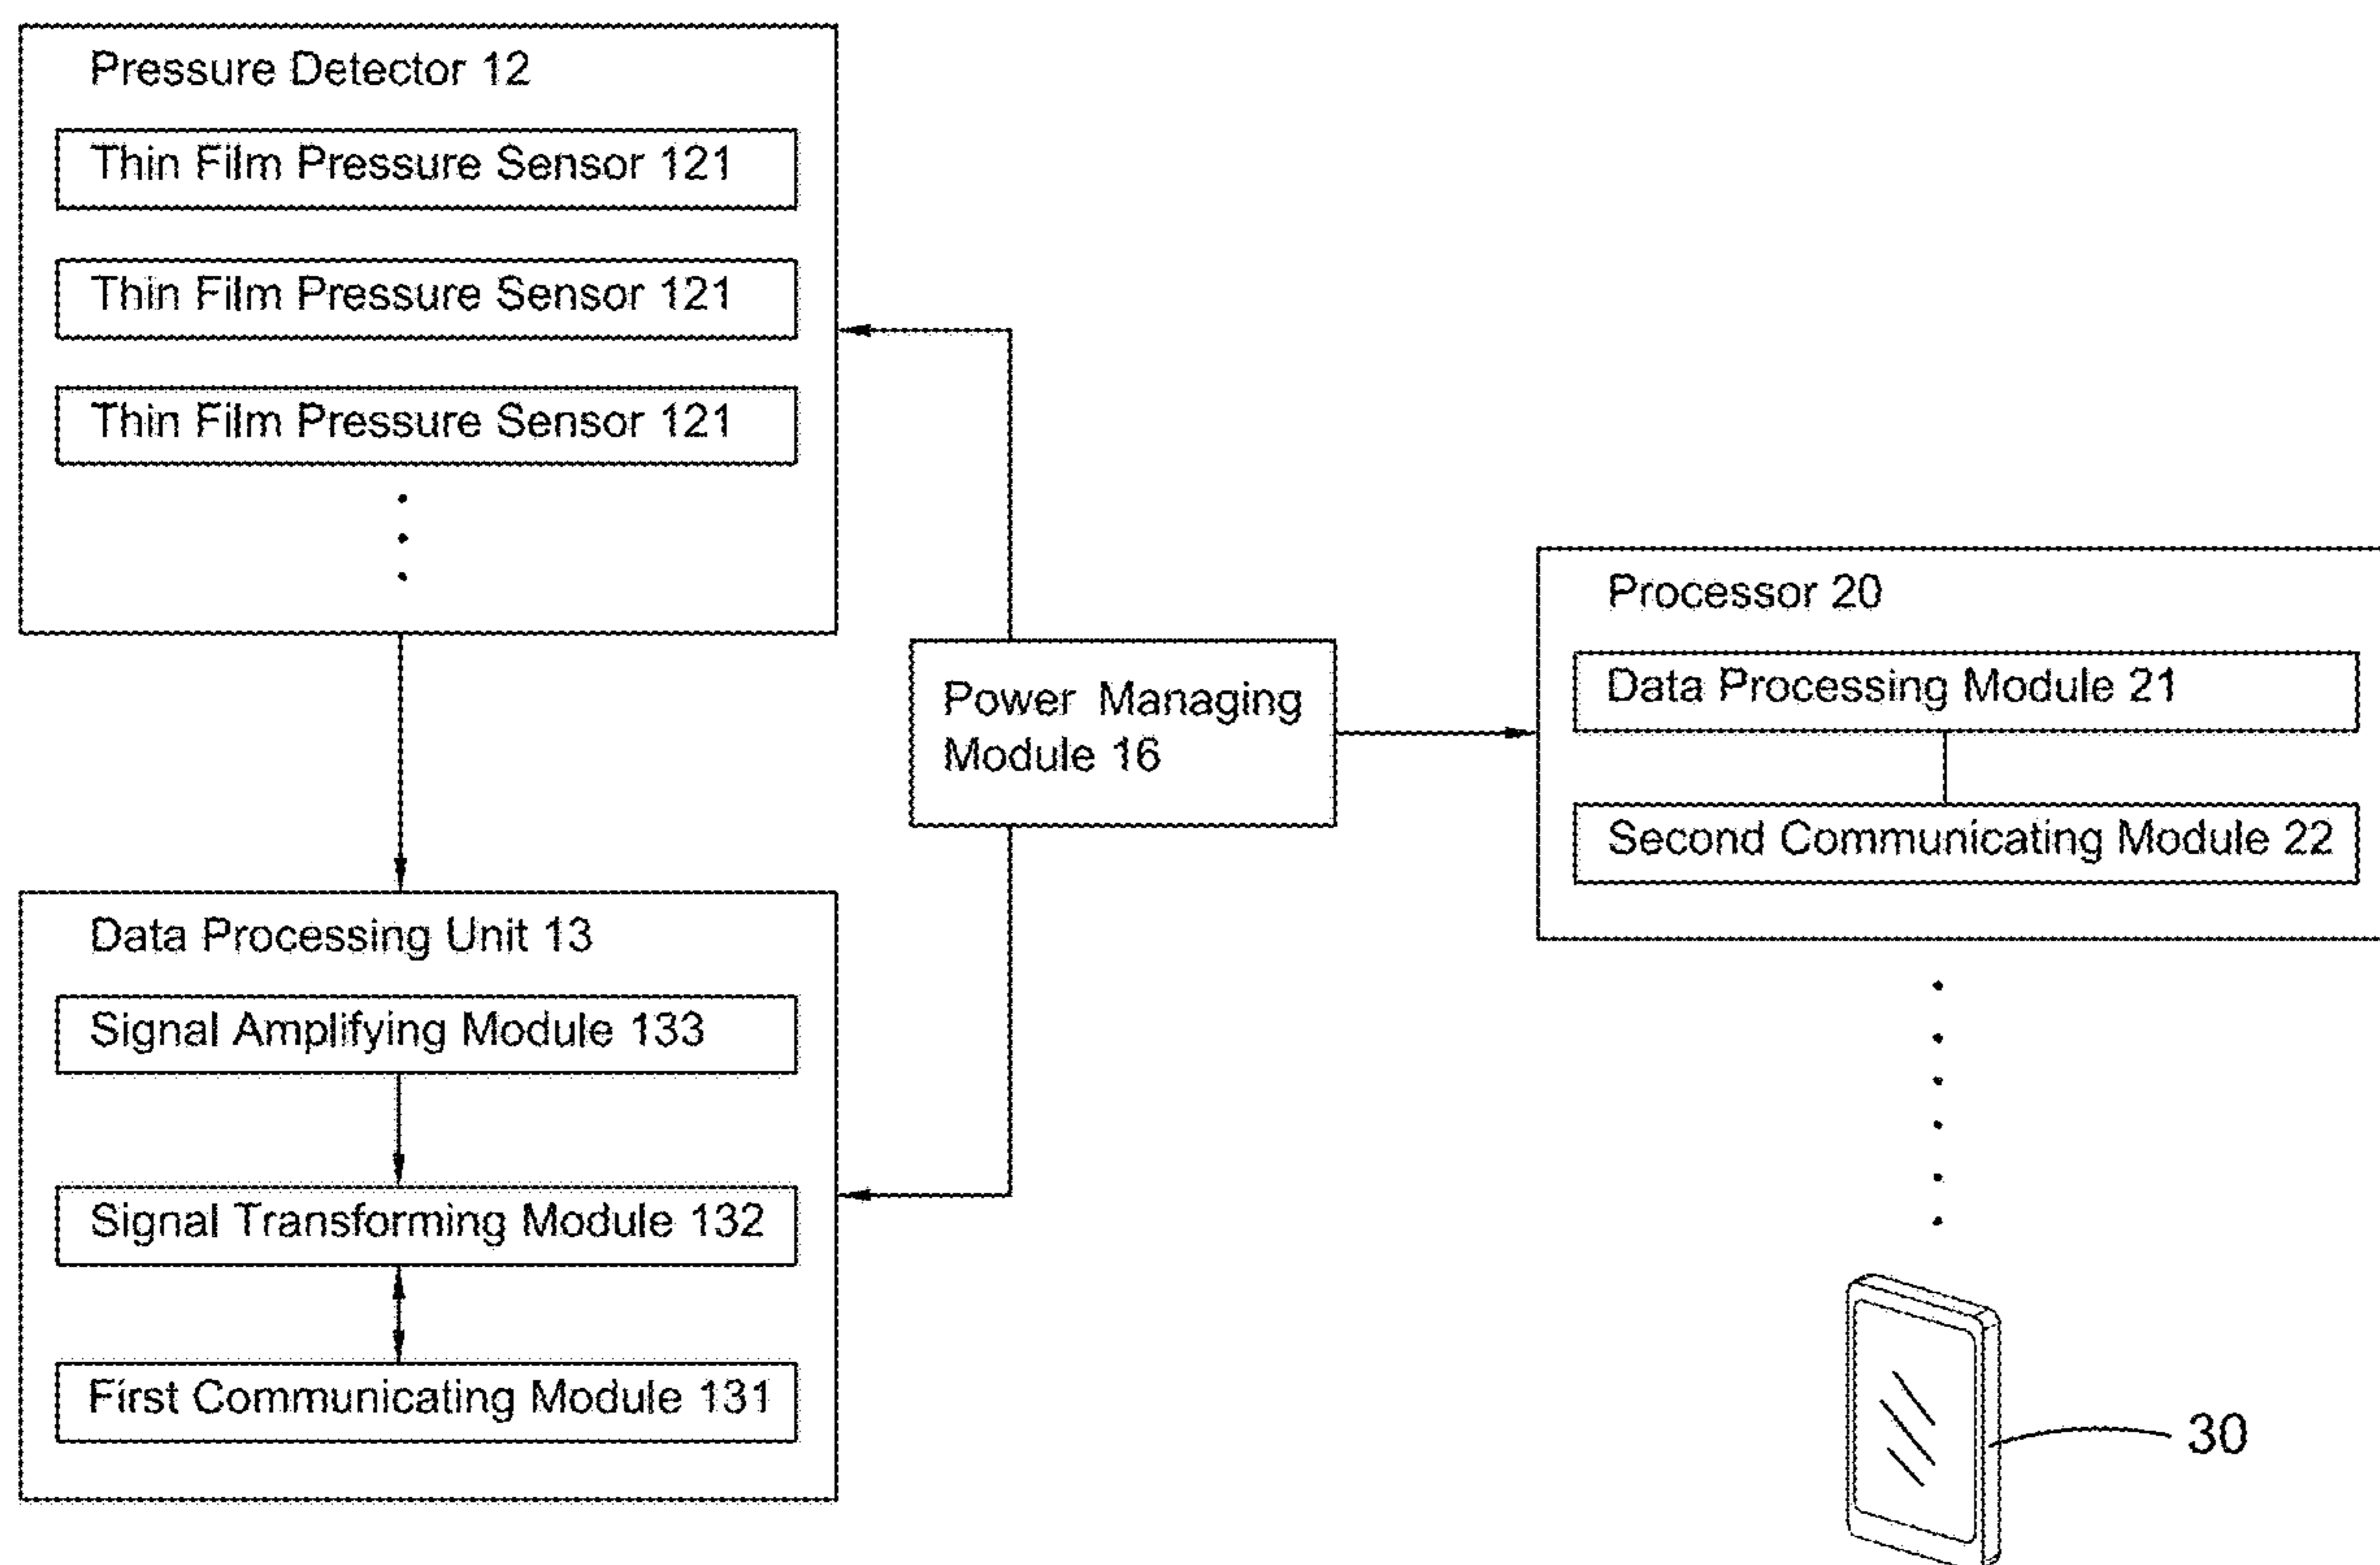 Pressure Detector 12
Thin Film Pressure Sensor 121
Thin Film Pressure Sensor 121
Thin Film Pressure Sensor 121
Power Managing
Module 16
Processor 20
Data Processing Module 21
Second Communicating Module 22
Data Processing Unit 13
Signal Amplifying Module 133
Signal Transforming Module 132
First Communicating Module 131
30